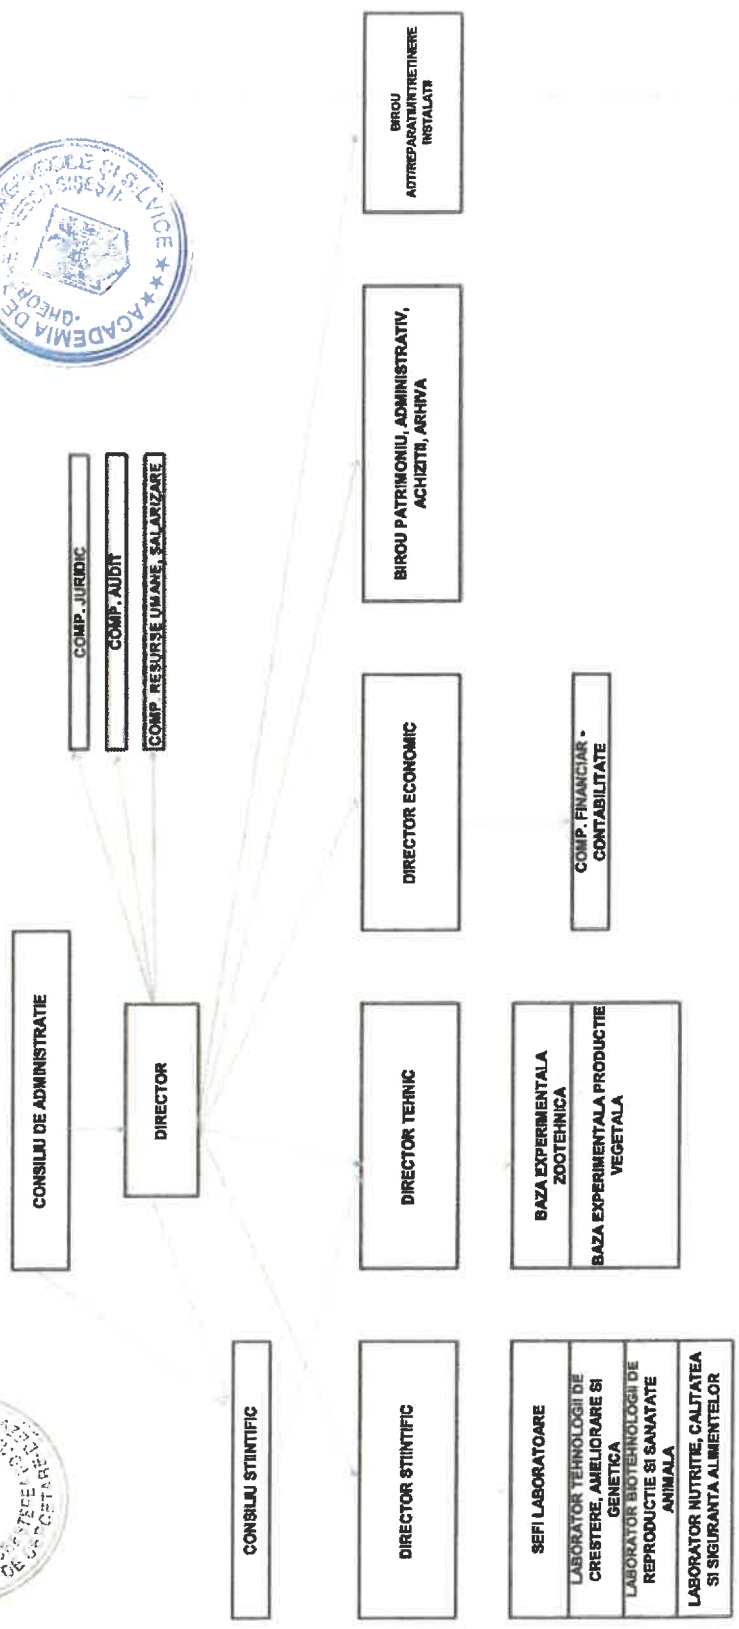 CONSILIU DE ADMINISTRATIE
DIRECTOR
COMP. JURIDIC
COMP. AUDIT
COMP. RESURSE UMANE, SALARIZARE
CONSILIU STIINTIFIC
DIRECTOR STIINTIFIC
DIRECTOR TEHNIC
DIRECTOR ECONOMIC
BIROU PATRIMONIU, ADMINISTRATIV,
ACHIZITII, ARHIVA
BIROU
INSTALATII
SEFI LABORATOARE
LABORATOR TEHNOLOGII DE
CRESTERE, AMELIORARE SI
GENETICA
LABORATOR BIOTEHNOLOGII DE
REPRODUCTIE SI SANATATE
ANIMALA
LABORATOR NUTRITIE, CALITATEA
SI SIGURANTA ALIMENTELOR
BAZA EXPERIMENTALA
ZOOTEHNICA
BAZA EXPERIMENTALA PRODUCTIE
VEGETALA
COMP. FINANCIAR -
CONTABILITATE
ACADEMIA DE
SILVICE